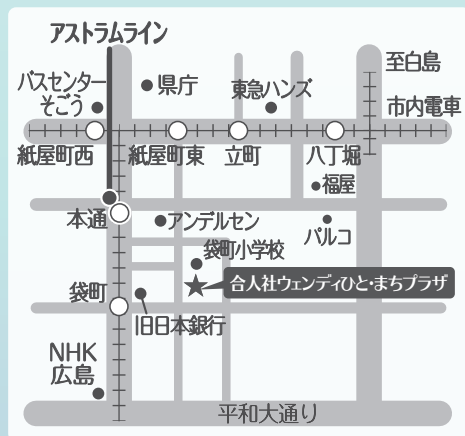 アストラムライン
至白島
バスセンター
そごう
県庁
東急ハンズ
市内電車
紙屋町西
紙屋町東
立町
八丁堀
福屋
本通
アンデルセン
パルコ
袋町小学校
合人社ウェンディひと・まちプラザ
袋町
旧日本銀行
NHK
広島
平和大通り